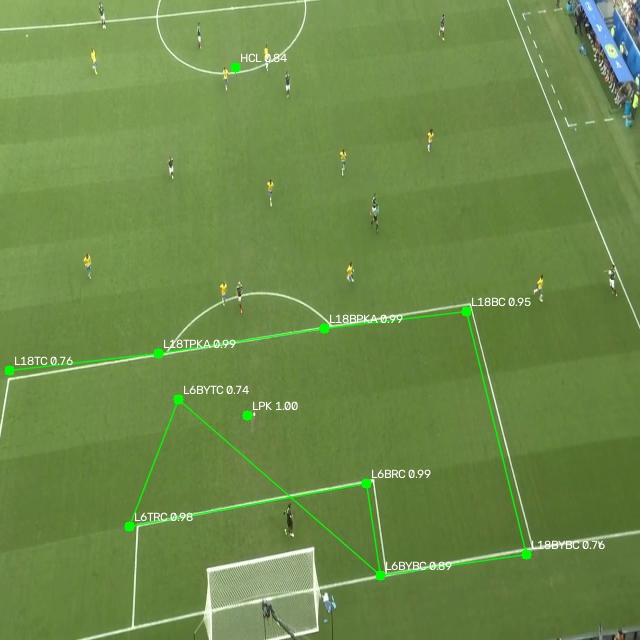 HCL 0.84
L18BC 0.95
L18BPKA 0.99
L18TPKA 0.99
L18TC 0.76
L6BYTC 0.74
LPK 1.00
L6BRC 0.99
L6TRC 0.98
L18BYBC 0.76
L6BYBC 0.89